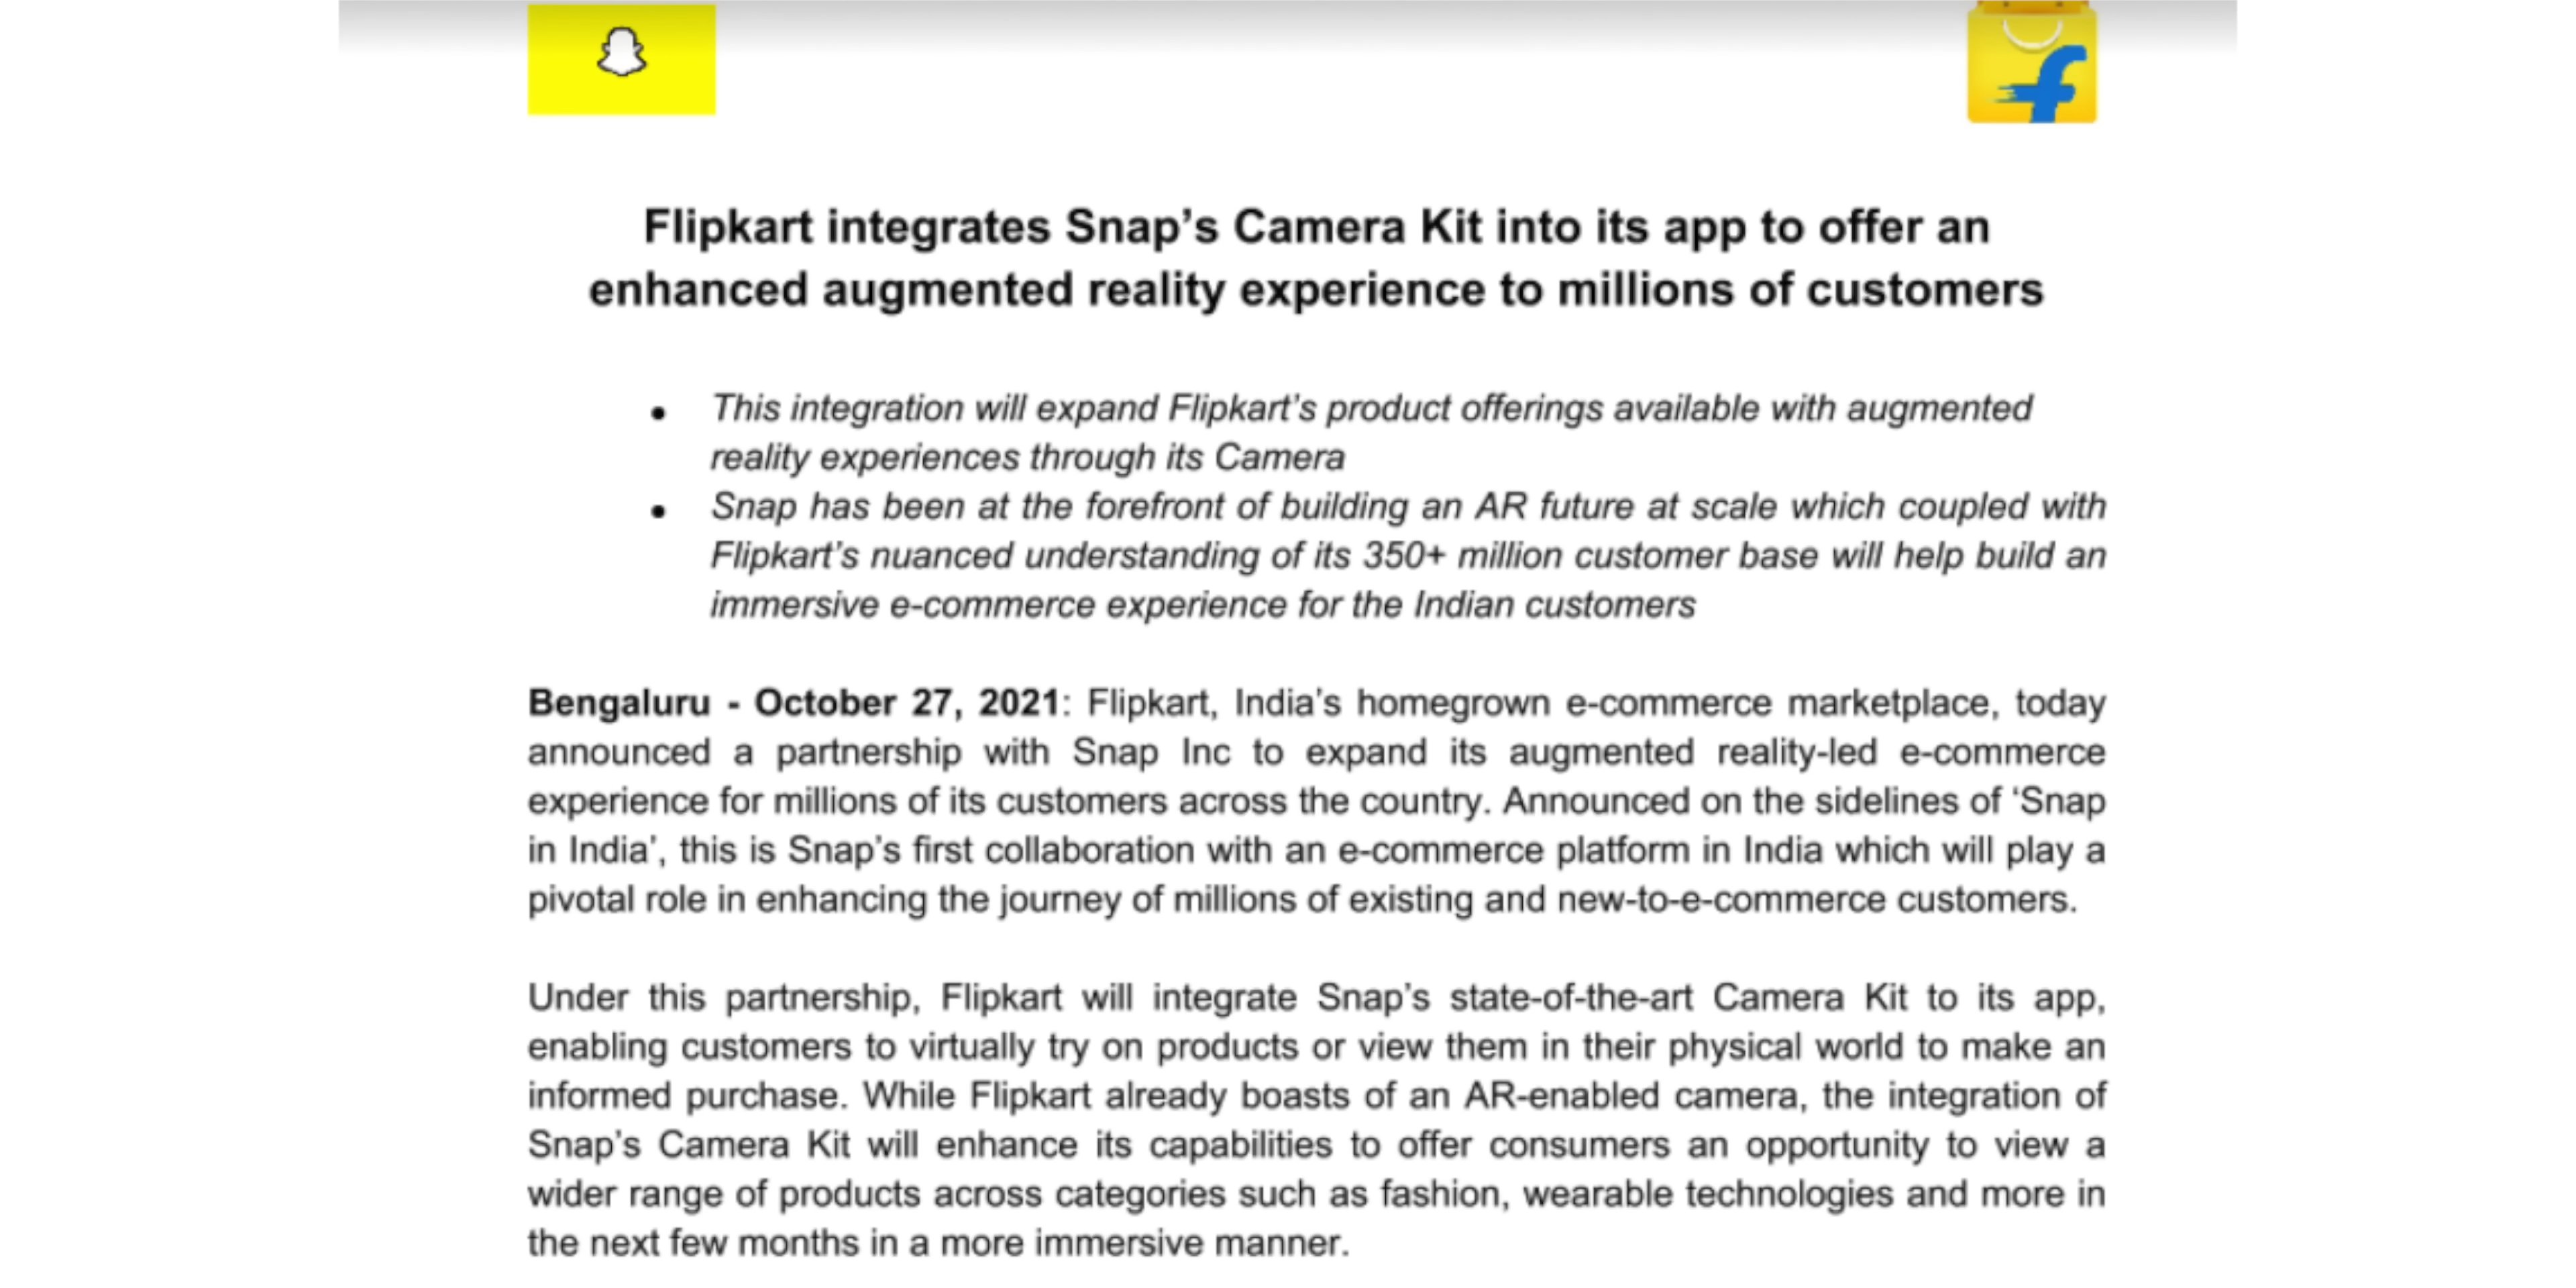 f
Flipkart integrates Snap’s Camera Kit into its app to offer an
enhanced augmented reality experience to millions of customers
• This integration will expand Flipkart’s product offerings available with augmented
reality experiences through its Camera
• Snap has been at the forefront of building an AR future at scale which coupled with
Flipkart’s nuanced understanding of its 350+ million customer base will help build an
immersive e-commerce experience for the Indian customers
Bengaluru - October 27, 2021: Flipkart, India’s homegrown e-commerce marketplace, today
announced a partnership with Snap Inc to expand its augmented reality-led e-commerce
experience for millions of its customers across the country. Announced on the sidelines of ‘Snap
in India’, this is Snap’s first collaboration with an e-commerce platform in India which will play a
pivotal role in enhancing the journey of millions of existing and new-to-e-commerce customers.
Under this partnership, Flipkart will integrate Snap’s state-of-the-art Camera Kit to its app,
enabling customers to virtually try on products or view them in their physical world to make an
informed purchase. While Flipkart already boasts of an AR-enabled camera, the integration of
Snap’s Camera Kit will enhance its capabilities to offer consumers an opportunity to view a
wider range of products across categories such as fashion, wearable technologies and more in
the next few months in a more immersive manner.